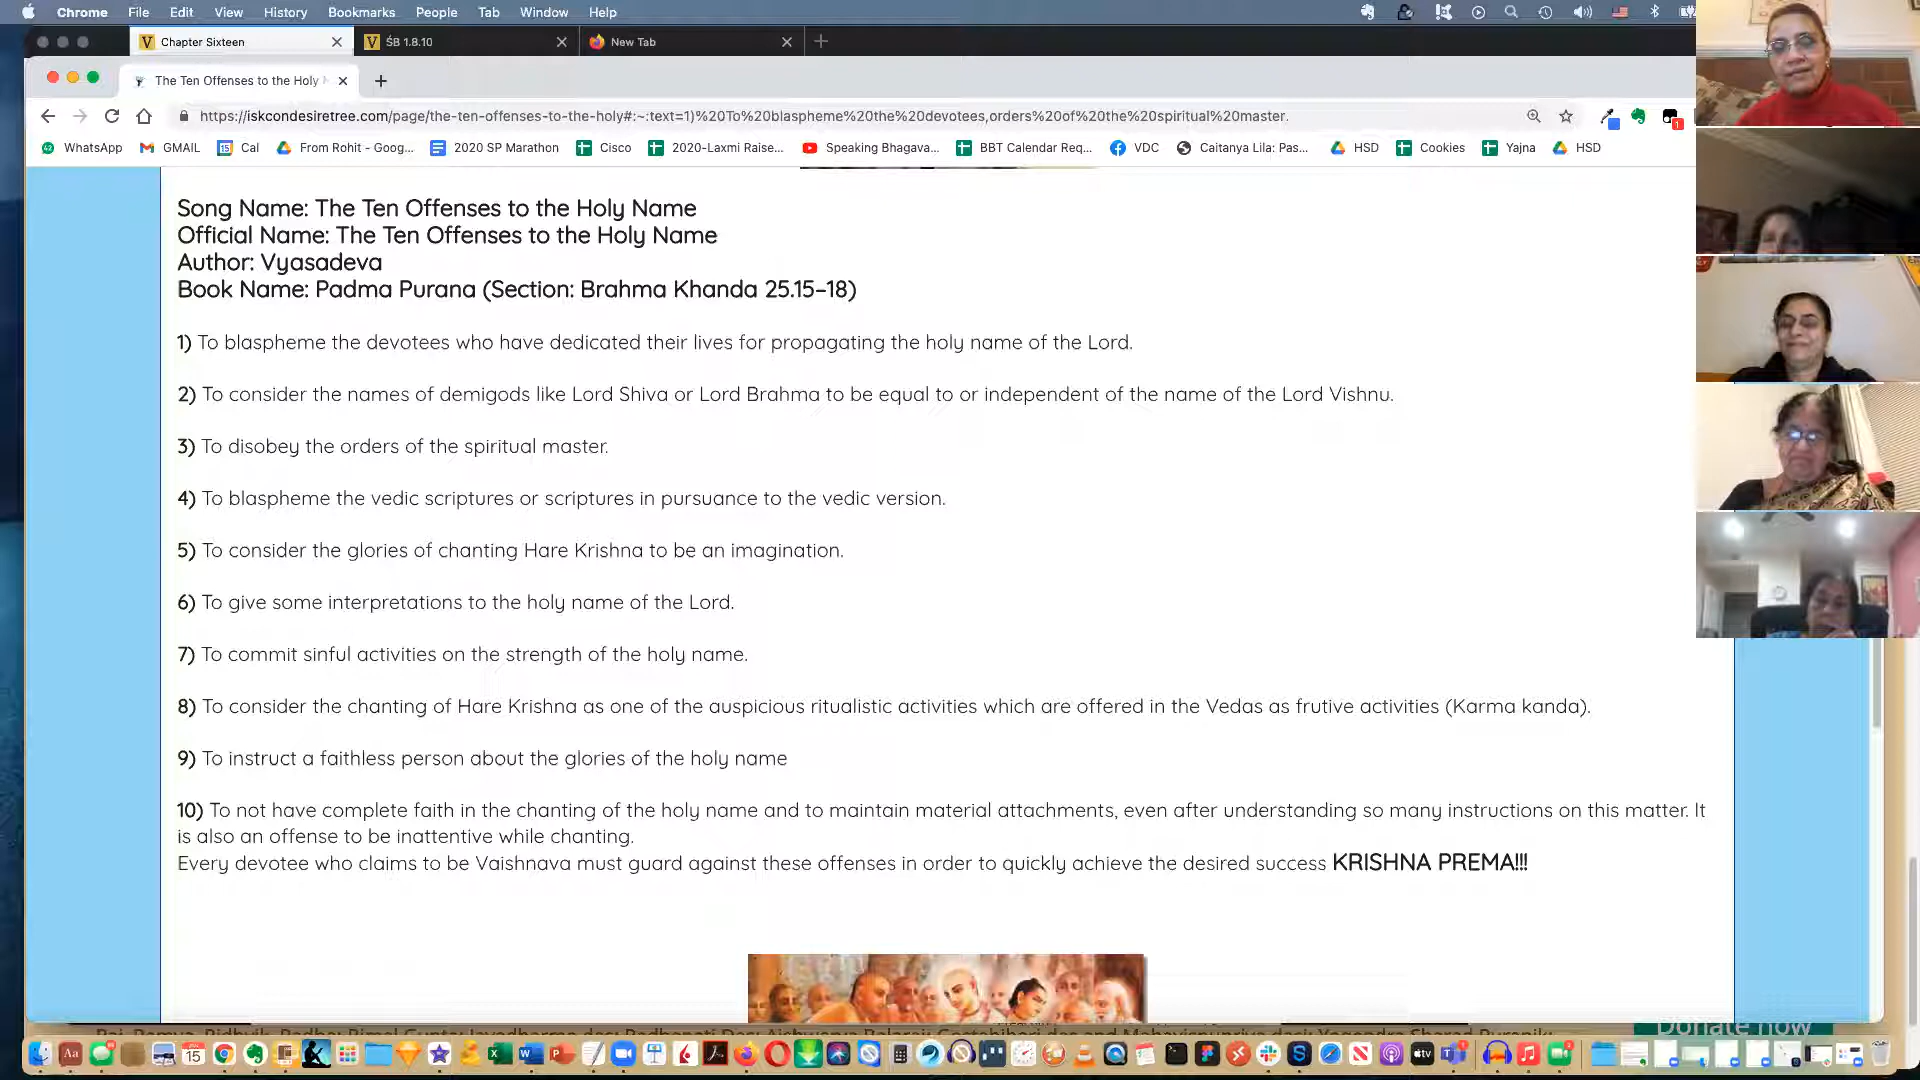 Chrome File Edit View History Bookmarks People Tab Window Help
Chapter Sixteen
ŚB 1.8.10
New Tab
The Ten Offenses to the Holy
https://iskcondesiretree.com/page/the-ten-offenses-to-the-holy#:~:text=1)%20To%20blaspheme%20the%20devotees,orders%20of%20the%20spiritual%20master.
WhatsApp GMAIL Cal From Rohit - Goog... 2020 SP Marathon Cisco 2020-Laxmi Raise... Speaking Bhagava... BBT Calendar Req... VDC Caitanya Lila: Pas... HSD Cookies Yajna HSD
Song Name: The Ten Offenses to the Holy Name
Official Name: The Ten Offenses to the Holy Name
Author: Vyasadeva
Book Name: Padma Purana (Section: Brahma Khanda 25.15–18)
1) To blaspheme the devotees who have dedicated their lives for propagating the holy name of the Lord.
2) To consider the names of demigods like Lord Shiva or Lord Brahma to be equal to or independent of the name of the Lord Vishnu.
3) To disobey the orders of the spiritual master.
4) To blaspheme the vedic scriptures or scriptures in pursuance to the vedic version.
5) To consider the glories of chanting Hare Krishna to be an imagination.
6) To give some interpretations to the holy name of the Lord.
7) To commit sinful activities on the strength of the holy name.
8) To consider the chanting of Hare Krishna as one of the auspicious ritualistic activities which are offered in the Vedas as frutive activities (Karma kanda).
9) To instruct a faithless person about the glories of the holy name
10) To not have complete faith in the chanting of the holy name and to maintain material attachments, even after understanding so many instructions on this matter. It
is also an offense to be inattentive while chanting.
Every devotee who claims to be Vaishnava must guard against these offenses in order to quickly achieve the desired success KRISHNA PREMA!!!
Donate now